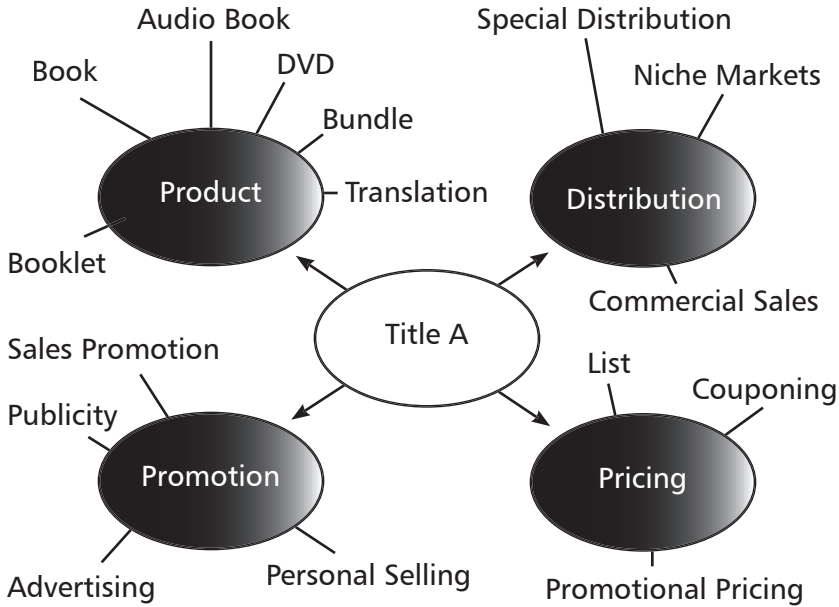 Audio Book
Special Distribution
Book
DVD
Niche Markets
Bundle
Product
Translation
Distribution
Booklet
Commercial Sales
Title A
Sales Promotion
List
Couponing
Publicity
Promotion
Pricing
Advertising
Personal Selling
Promotional Pricing